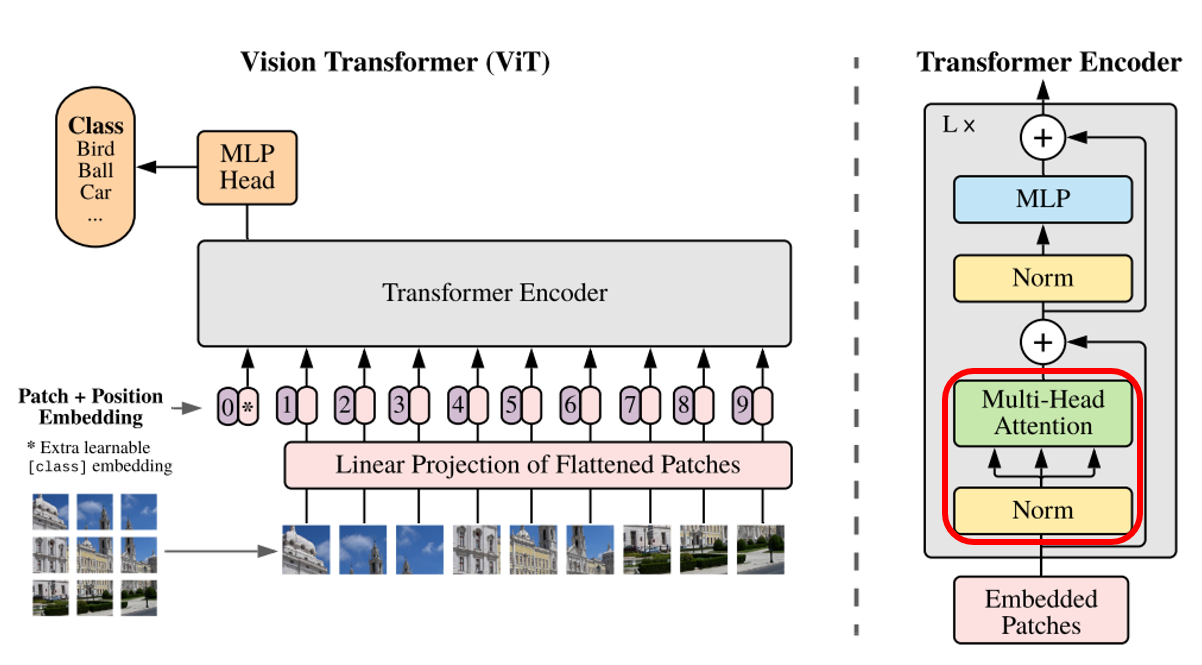 Vision Transformer (ViT)
Class
Bird
Ball
Car
...
MLP
Head
Transformer Encoder
Patch + Position
Embedding
* Extra learnable
[class] embedding
0 *
1
2
3
4
5
6
7
8
9
Linear Projection of Flattened Patches
Transformer Encoder
L x
+
MLP
Norm
+
Multi-Head
Attention
Norm
Embedded
Patches